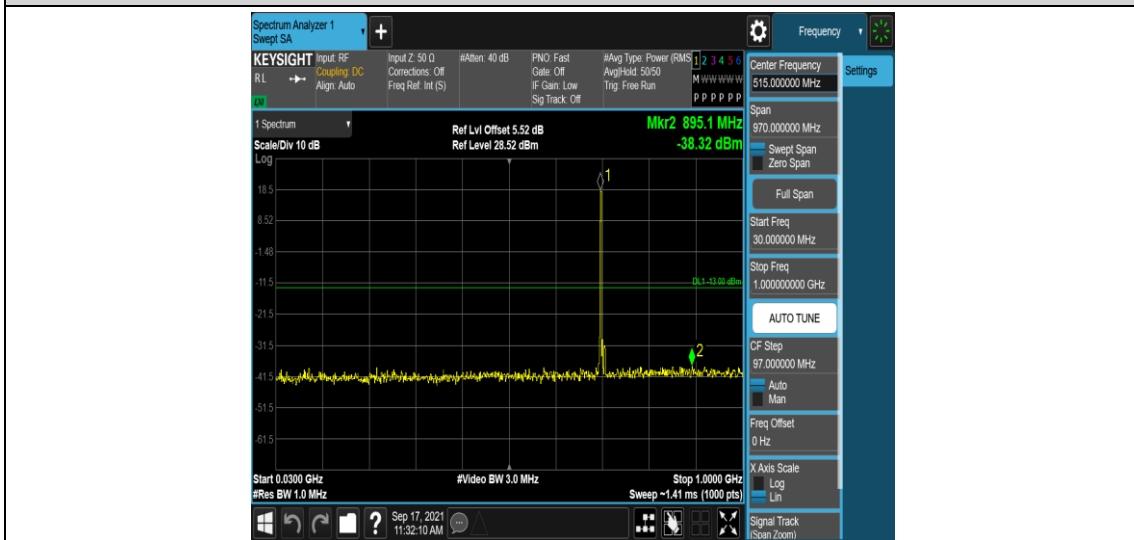 Spectrum Analyzer 1
Swept SA
+
Frequency
KEYSIGHT
RL
LXI
Input: RF
Coupling: DC
Align: Auto
Input Z: 50 Ω
Corrections: Off
Freq Ref: Int (S)
#Atten: 40 dB
PNO: Fast
Gate: Off
IF Gain: Low
Sig Track: Off
#Avg Type: Power (RMS
Avg|Hold: 50/50
Trig: Free Run
1 2 3 4 5 6
M W W W W W
P P P P P P
1 Spectrum
Scale/Div 10 dB
Ref Lvl Offset 5.52 dB
Ref Level 28.52 dBm
Mkr2 895.1 MHz
-38.32 dBm
Log
1
18.5
8.52
-1.48
-11.5
DL1 -13.00 dBm
-21.5
-31.5
2
-41.5
-51.5
-61.5
Start 0.0300 GHz
#Video BW 3.0 MHz
Stop 1.0000 GHz
#Res BW 1.0 MHz
Sweep ~1.41 ms (1000 pts)
?
Sep 17, 2021
11:32:10 AM
Center Frequency
515.000000 MHz
Settings
Span
970.000000 MHz
Swept Span
Zero Span
Full Span
Start Freq
30.000000 MHz
Stop Freq
1.000000000 GHz
AUTO TUNE
CF Step
97.000000 MHz
Auto
Man
Freq Offset
0 Hz
X Axis Scale
Log
Lin
Signal Track
(Span Zoom)